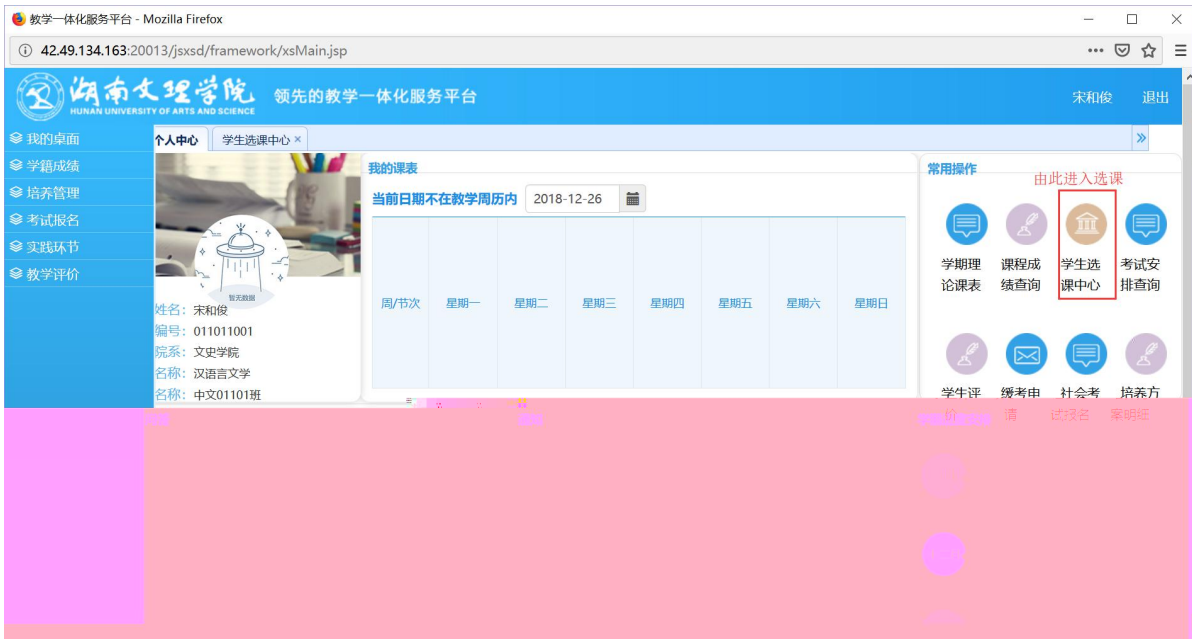 教学一体化服务平台 - Mozilla Firefox
42.49.134.163:20013/jsxsd/framework/xsMain.jsp
湖南文理学院
HUNAN UNIVERSITY OF ARTS AND SCIENCE
领先的教学一体化服务平台
宋和俊 退出
我的桌面
学籍成绩
培养管理
考试报名
实践环节
教学评价
个人中心 学生选课中心 ×
暂无数据
姓名：宋和俊
编号：011011001
院系：文史学院
名称：汉语言文学
名称：中文01101班
我的课表
当前日期不在教学周历内 2018-12-26
周/节次 星期一 星期二 星期三 星期四 星期五 星期六 星期日
常用操作
由此进入选课
学期理 课程成 学生选 考试安
论课表 绩查询 课中心 排查询
学生评 缓考申 社会考 培养方
价 请 试报名 案明细